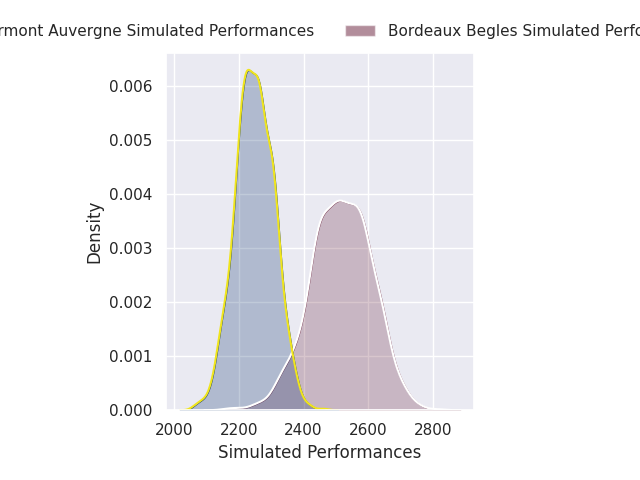 rmont Auvergne Simulated Performances Bordeaux Begles Simulated Perfo
0.006
0.005
0.004
0.003
0.002
0.001
0.000
Density
2000 2200 2400 2600 2800
Simulated Performances